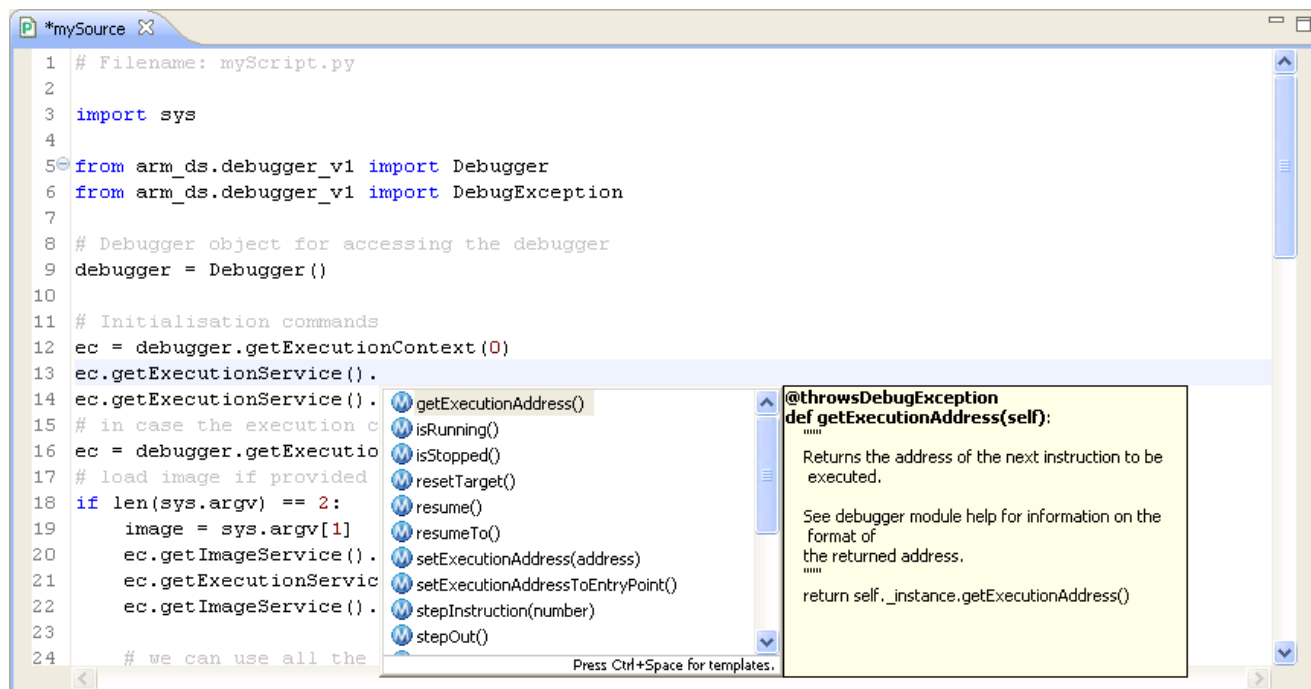 *mySource
1 # Filename: myScript.py
2
3 import sys
4
5 from arm_ds.debugger_v1 import Debugger
6 from arm_ds.debugger_v1 import DebugException
7
8 # Debugger object for accessing the debugger
9 debugger = Debugger()
10
11 # Initialisation commands
12 ec = debugger.getExecutionContext(0)
13 ec.getExecutionService().
14 ec.getExecutionService().
15 # in case the execution c
16 ec = debugger.getExecutio
17 # load image if provided
18 if len(sys.argv) == 2:
19     image = sys.argv[1]
20     ec.getImageService().
21     ec.getExecutionServic
22     ec.getImageService().
23
24     # we can use all the
getExecutionAddress()
isRunning()
isStopped()
resetTarget()
resume()
resumeTo()
setExecutionAddress(address)
setExecutionAddressToEntryPoint()
stepInstruction(number)
stepOut()
Press Ctrl+Space for templates.
@throwsDebugException
def getExecutionAddress(self):
"""
Returns the address of the next instruction to be
executed.
See debugger module help for information on the
format of
the returned address.
"""
return self._instance.getExecutionAddress()